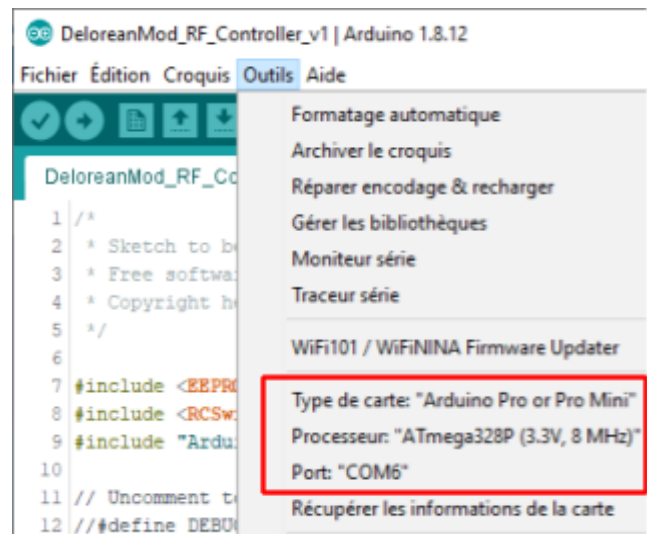 DeloreanMod_RF_Controller_v1 | Arduino 1.8.12
Fichier Édition Croquis Outils Aide
Formatage automatique
Archiver le croquis
Réparer encodage & recharger
Gérer les bibliothèques
Moniteur série
Traceur série
WiFi101 / WiFiNINA Firmware Updater
Type de carte: "Arduino Pro or Pro Mini"
Processeur: "ATmega328P (3.3V, 8 MHz)"
Port: "COM6"
Récupérer les informations de la carte
DeloreanMod_RF_Co
1 /*
2 * Sketch to b
3 * Free softwa
4 * Copyright h
5 */
6
7 #include <EEPR
8 #include <RCSw
9 #include "Ardu
10
11 // Uncomment t
12 //#define DEBU